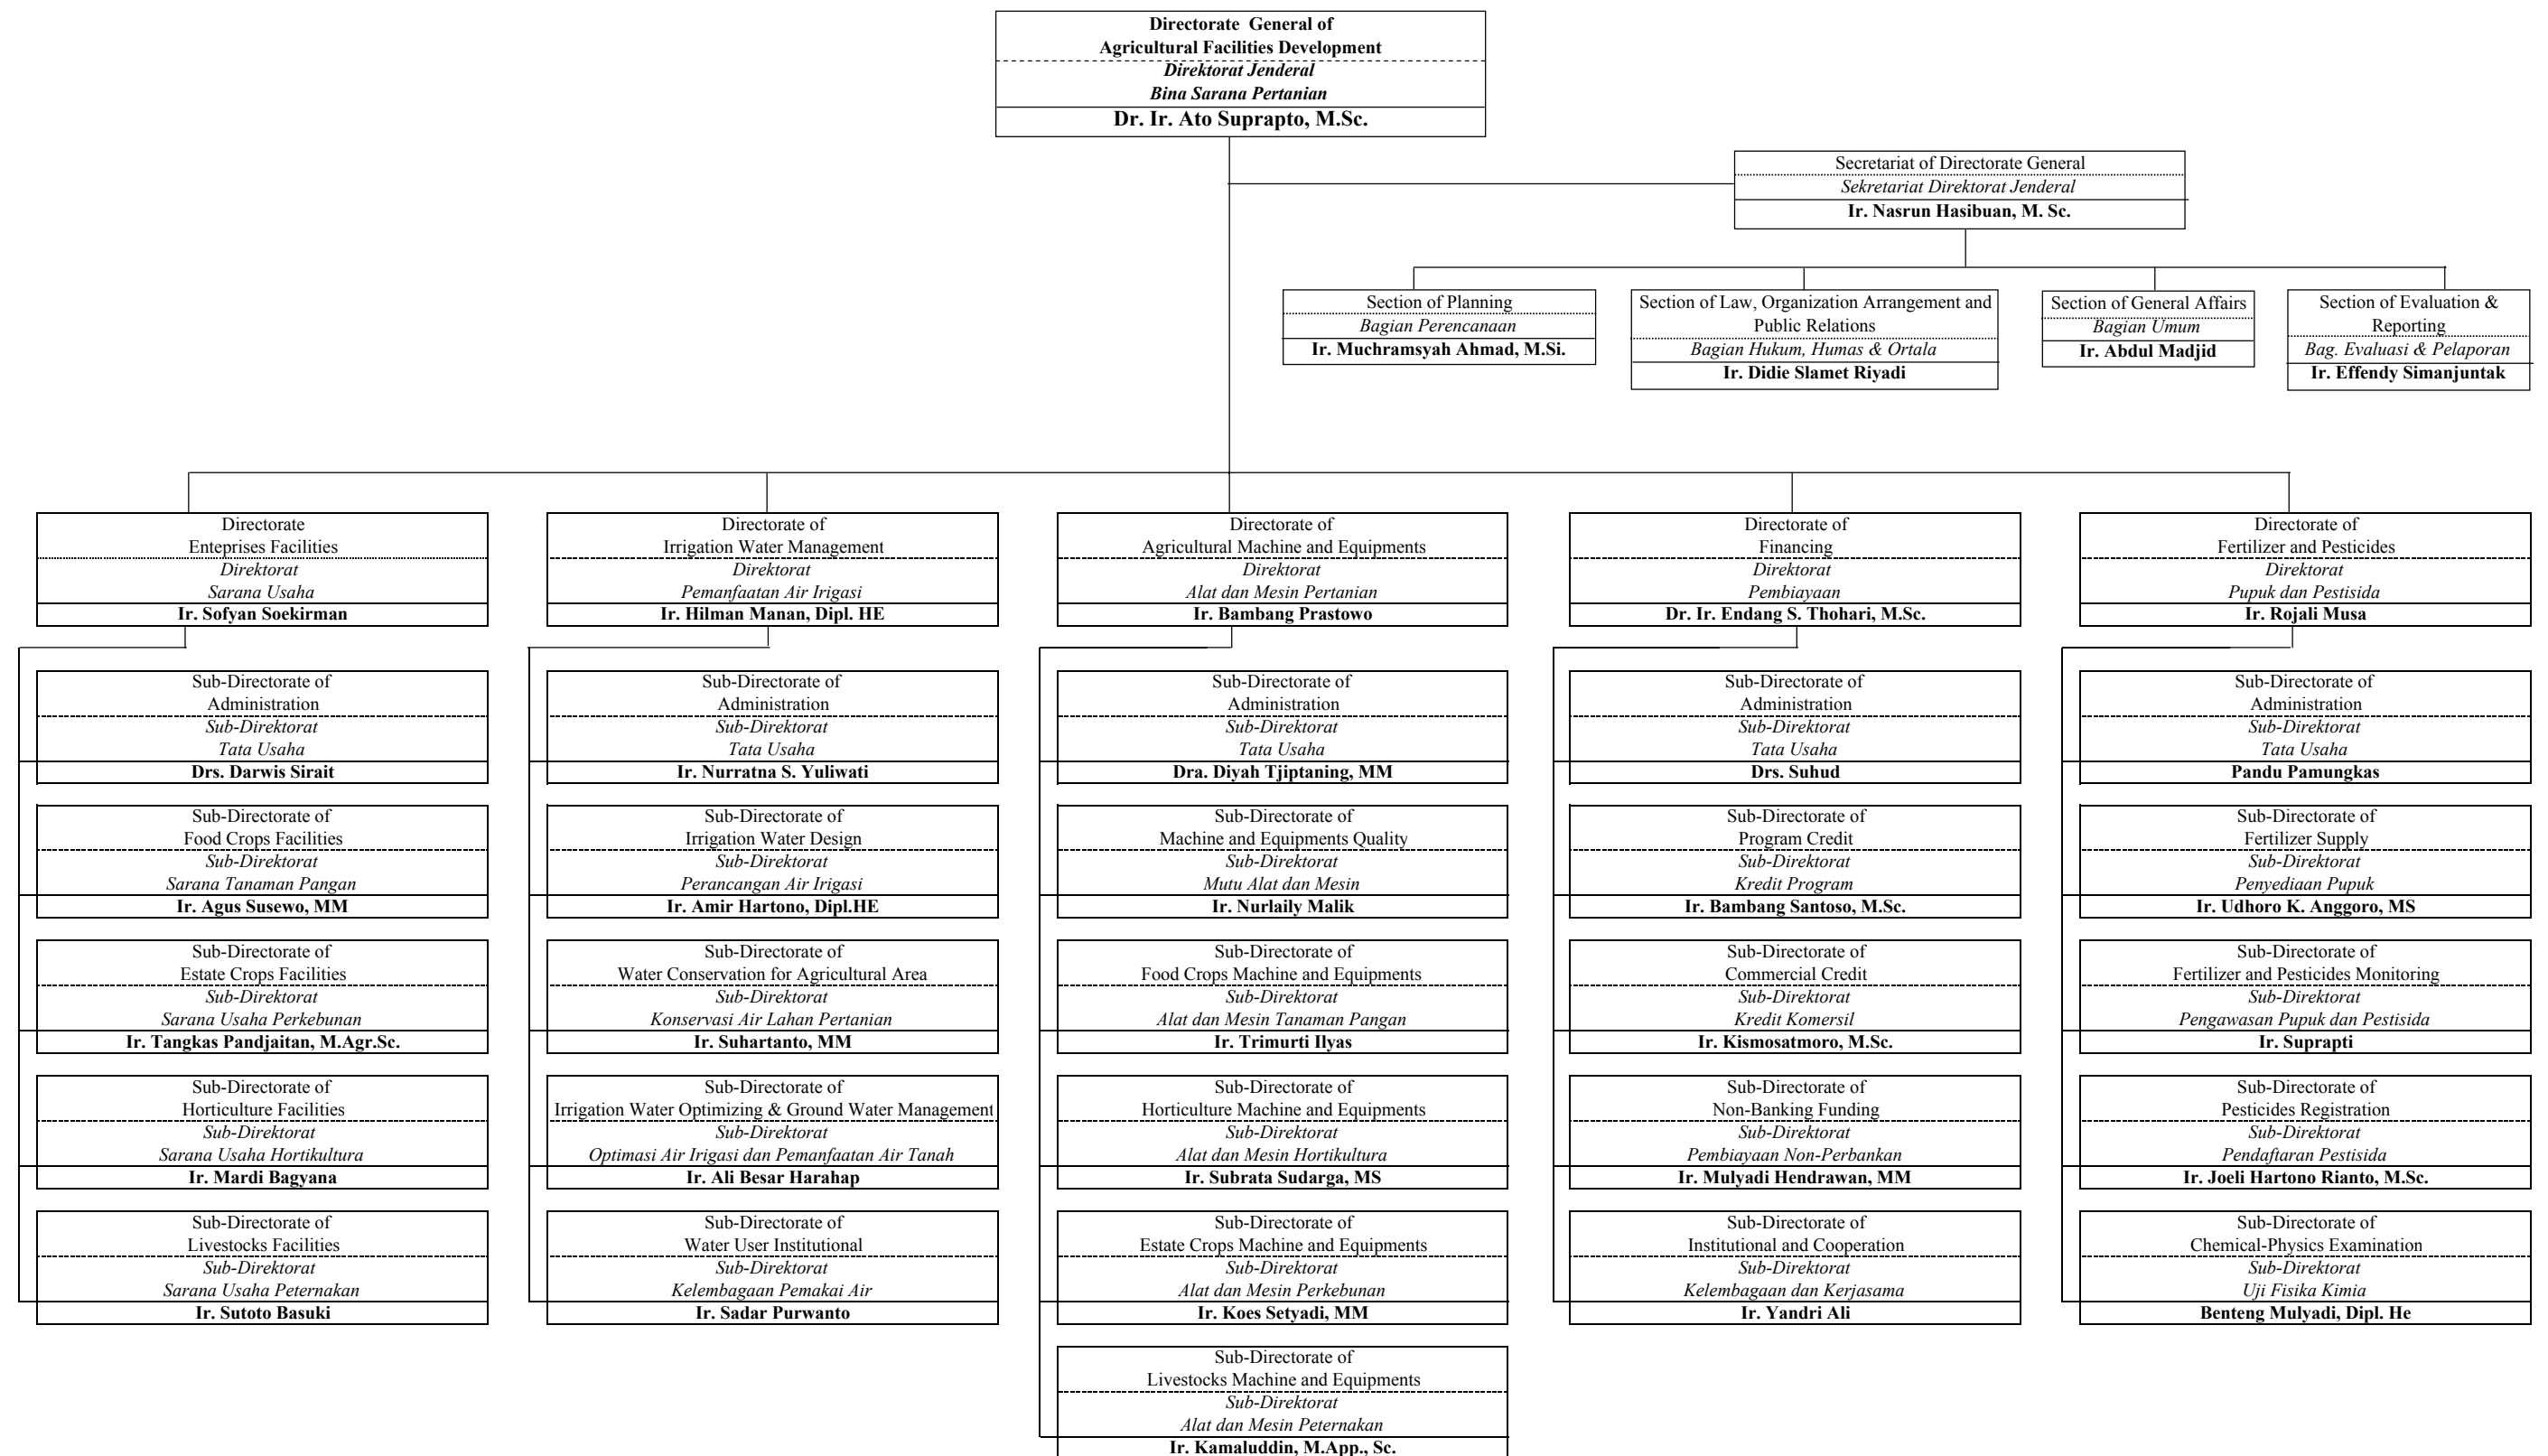 Directorate General of
Agricultural Facilities Development
Direktorat Jenderal
Bina Sarana Pertanian
Dr. Ir. Ato Suprapto, M.Sc.
Secretariat of Directorate General
Sekretariat Direktorat Jenderal
Ir. Nasrun Hasibuan, M. Sc.
Section of Planning
Bagian Perencanaan
Ir. Muchramsyah Ahmad, M.Si.
Section of Law, Organization Arrangement and
Public Relations
Bagian Hukum, Humas & Ortala
Ir. Didie Slamet Riyadi
Section of General Affairs
Bagian Umum
Ir. Abdul Madjid
Section of Evaluation &
Reporting
Bag. Evaluasi & Pelaporan
Ir. Effendy Simanjuntak
Directorate
Enteprises Facilities
Direktorat
Sarana Usaha
Ir. Sofyan Soekirman
Sub-Directorate of
Administration
Sub-Direktorat
Tata Usaha
Drs. Darwis Sirait
Sub-Directorate of
Food Crops Facilities
Sub-Direktorat
Sarana Tanaman Pangan
Ir. Agus Susewo, MM
Sub-Directorate of
Estate Crops Facilities
Sub-Direktorat
Sarana Usaha Perkebunan
Ir. Tangkas Pandjaitan, M.Agr.Sc.
Sub-Directorate of
Horticulture Facilities
Sub-Direktorat
Sarana Usaha Hortikultura
Ir. Mardi Bagyana
Sub-Directorate of
Livestocks Facilities
Sub-Direktorat
Sarana Usaha Peternakan
Ir. Sutoto Basuki
Directorate of
Irrigation Water Management
Direktorat
Pemanfaatan Air Irigasi
Ir. Hilman Manan, Dipl. HE
Sub-Directorate of
Administration
Sub-Direktorat
Tata Usaha
Ir. Nurratna S. Yuliwati
Sub-Directorate of
Irrigation Water Design
Sub-Direktorat
Perancangan Air Irigasi
Ir. Amir Hartono, Dipl.HE
Sub-Directorate of
Water Conservation for Agricultural Area
Sub-Direktorat
Konservasi Air Lahan Pertanian
Ir. Suhartanto, MM
Sub-Directorate of
Irrigation Water Optimizing & Ground Water Management
Sub-Direktorat
Optimasi Air Irigasi dan Pemanfaatan Air Tanah
Ir. Ali Besar Harahap
Sub-Directorate of
Water User Institutional
Sub-Direktorat
Kelembagaan Pemakai Air
Ir. Sadar Purwanto
Directorate of
Agricultural Machine and Equipments
Direktorat
Alat dan Mesin Pertanian
Ir. Bambang Prastowo
Sub-Directorate of
Administration
Sub-Direktorat
Tata Usaha
Dra. Diyah Tjiptaning, MM
Sub-Directorate of
Machine and Equipments Quality
Sub-Direktorat
Mutu Alat dan Mesin
Ir. Nurlaily Malik
Sub-Directorate of
Food Crops Machine and Equipments
Sub-Direktorat
Alat dan Mesin Tanaman Pangan
Ir. Trimurti Ilyas
Sub-Directorate of
Horticulture Machine and Equipments
Sub-Direktorat
Alat dan Mesin Hortikultura
Ir. Subrata Sudarga, MS
Sub-Directorate of
Estate Crops Machine and Equipments
Sub-Direktorat
Alat dan Mesin Perkebunan
Ir. Koes Setyadi, MM
Sub-Directorate of
Livestocks Machine and Equipments
Sub-Direktorat
Alat dan Mesin Peternakan
Ir. Kamaluddin, M.App., Sc.
Directorate of
Financing
Direktorat
Pembiayaan
Dr. Ir. Endang S. Thohari, M.Sc.
Sub-Directorate of
Administration
Sub-Direktorat
Tata Usaha
Drs. Suhud
Sub-Directorate of
Program Credit
Sub-Direktorat
Kredit Program
Ir. Bambang Santoso, M.Sc.
Sub-Directorate of
Commercial Credit
Sub-Direktorat
Kredit Komersil
Ir. Kismosatmoro, M.Sc.
Sub-Directorate of
Non-Banking Funding
Sub-Direktorat
Pembiayaan Non-Perbankan
Ir. Mulyadi Hendrawan, MM
Sub-Directorate of
Institutional and Cooperation
Sub-Direktorat
Kelembagaan dan Kerjasama
Ir. Yandri Ali
Directorate of
Fertilizer and Pesticides
Direktorat
Pupuk dan Pestisida
Ir. Rojali Musa
Sub-Directorate of
Administration
Sub-Direktorat
Tata Usaha
Pandu Pamungkas
Sub-Directorate of
Fertilizer Supply
Sub-Direktorat
Penyediaan Pupuk
Ir. Udhoro K. Anggoro, MS
Sub-Directorate of
Fertilizer and Pesticides Monitoring
Sub-Direktorat
Pengawasan Pupuk dan Pestisida
Ir. Suprapti
Sub-Directorate of
Pesticides Registration
Sub-Direktorat
Pendaftaran Pestisida
Ir. Joeli Hartono Rianto, M.Sc.
Sub-Directorate of
Chemical-Physics Examination
Sub-Direktorat
Uji Fisika Kimia
Benteng Mulyadi, Dipl. He